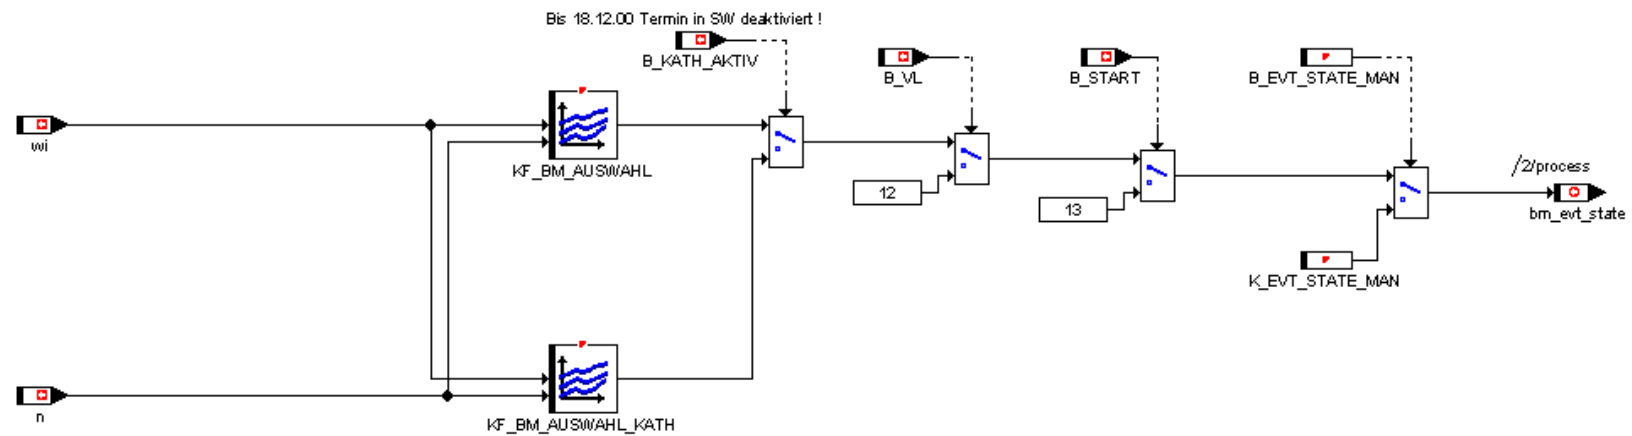 Bis 18.12.00 Termin in SW deaktiviert !
B_KATH_AKTIV
B_VL
B_START
B_EVT_STATE_MAN
wi
KF_BM_AUSWAHL
12
13
/2/process
bm_evt_state
K_EVT_STATE_MAN
n
KF_BM_AUSWAHL_KATH